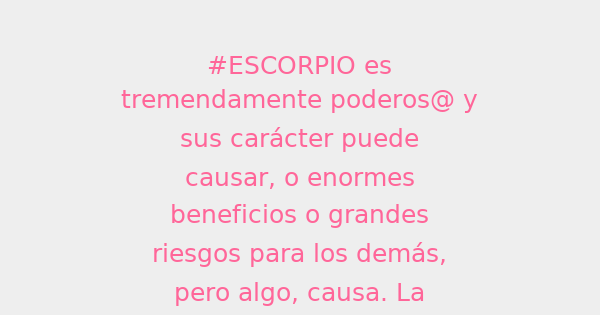 #ESCORPIO es
tremendamente poderos@ y
sus carácter puede
causar, o enormes
beneficios o grandes
riesgos para los demás,
pero algo, causa. La